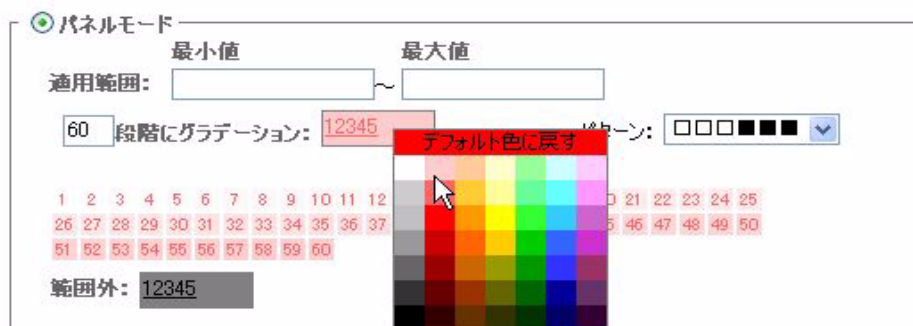 パネルモード
最小値 最大値
適用範囲: ～
60 段階にグラデーション: 12345 パターン: □□□■■■
デフォルト色に戻す
1 2 3 4 5 6 7 8 9 10 11 12 21 22 23 24 25
26 27 28 29 30 31 32 33 34 35 36 37 46 47 48 49 50
51 52 53 54 55 56 57 58 59 60
範囲外: 12345